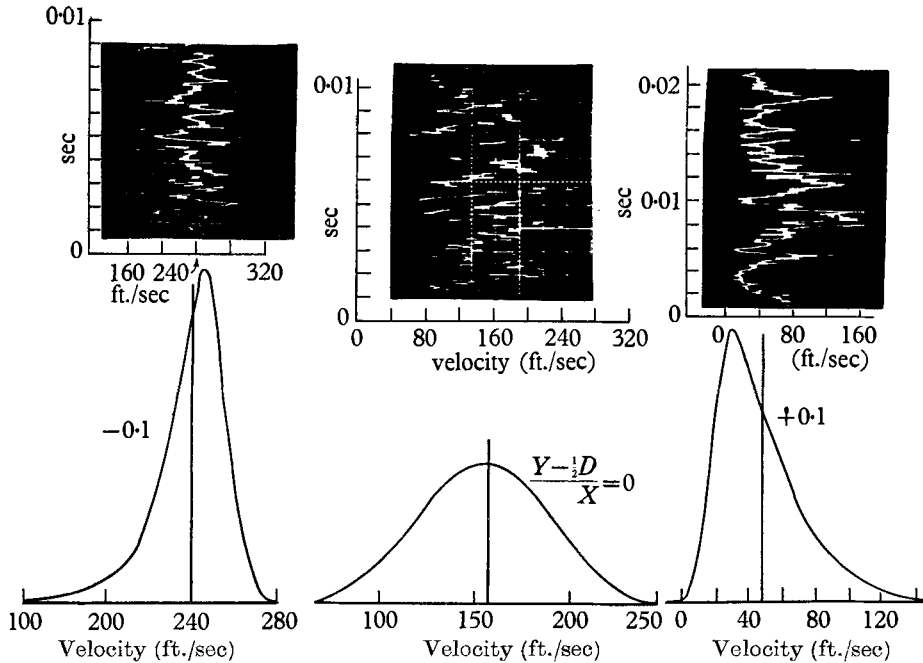 0·01
sec
0
160 240 320
ft./sec
0·01
sec
0
0 80 160 240 320
velocity (ft./sec)
0·02
0·01
sec
0
0 80 160
(ft./sec)
−0·1
Y−½D
X =0
+0·1
100 200 240 280
Velocity (ft./sec)
100 150 200 250
Velocity (ft./sec)
0 40 80 120
Velocity (ft./sec)